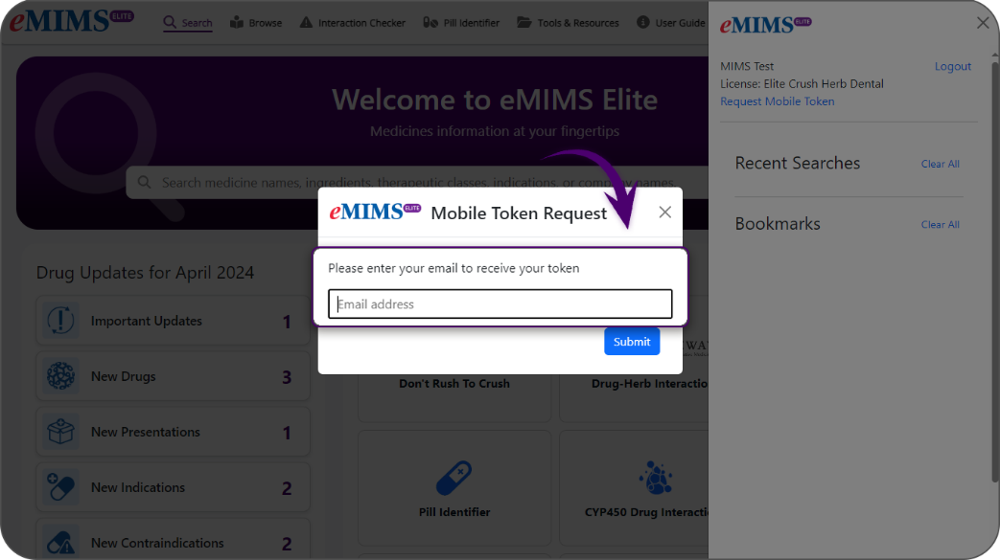 eMIMS ELITE
Search
Browse
Interaction Checker
Pill Identifier
Tools & Resources
User Guide
eMIMS ELITE
MIMS Test
Logout
License: Elite Crush Herb Dental
Request Mobile Token
Recent Searches
Clear All
Bookmarks
Clear All
Welcome to eMIMS Elite
Medicines information at your fingertips
Search medicine names, ingredients, therapeutic classes, indications, or company names.
eMIMS ELITE Mobile Token Request
Please enter your email to receive your token
Email address
Submit
Drug Updates for April 2024
Important Updates 1
New Drugs 3
New Presentations 1
New Indications 2
New Contraindications 2
Don't Rush To Crush
Drug-Herb Interactio
Pill Identifier
CYP450 Drug Interacti